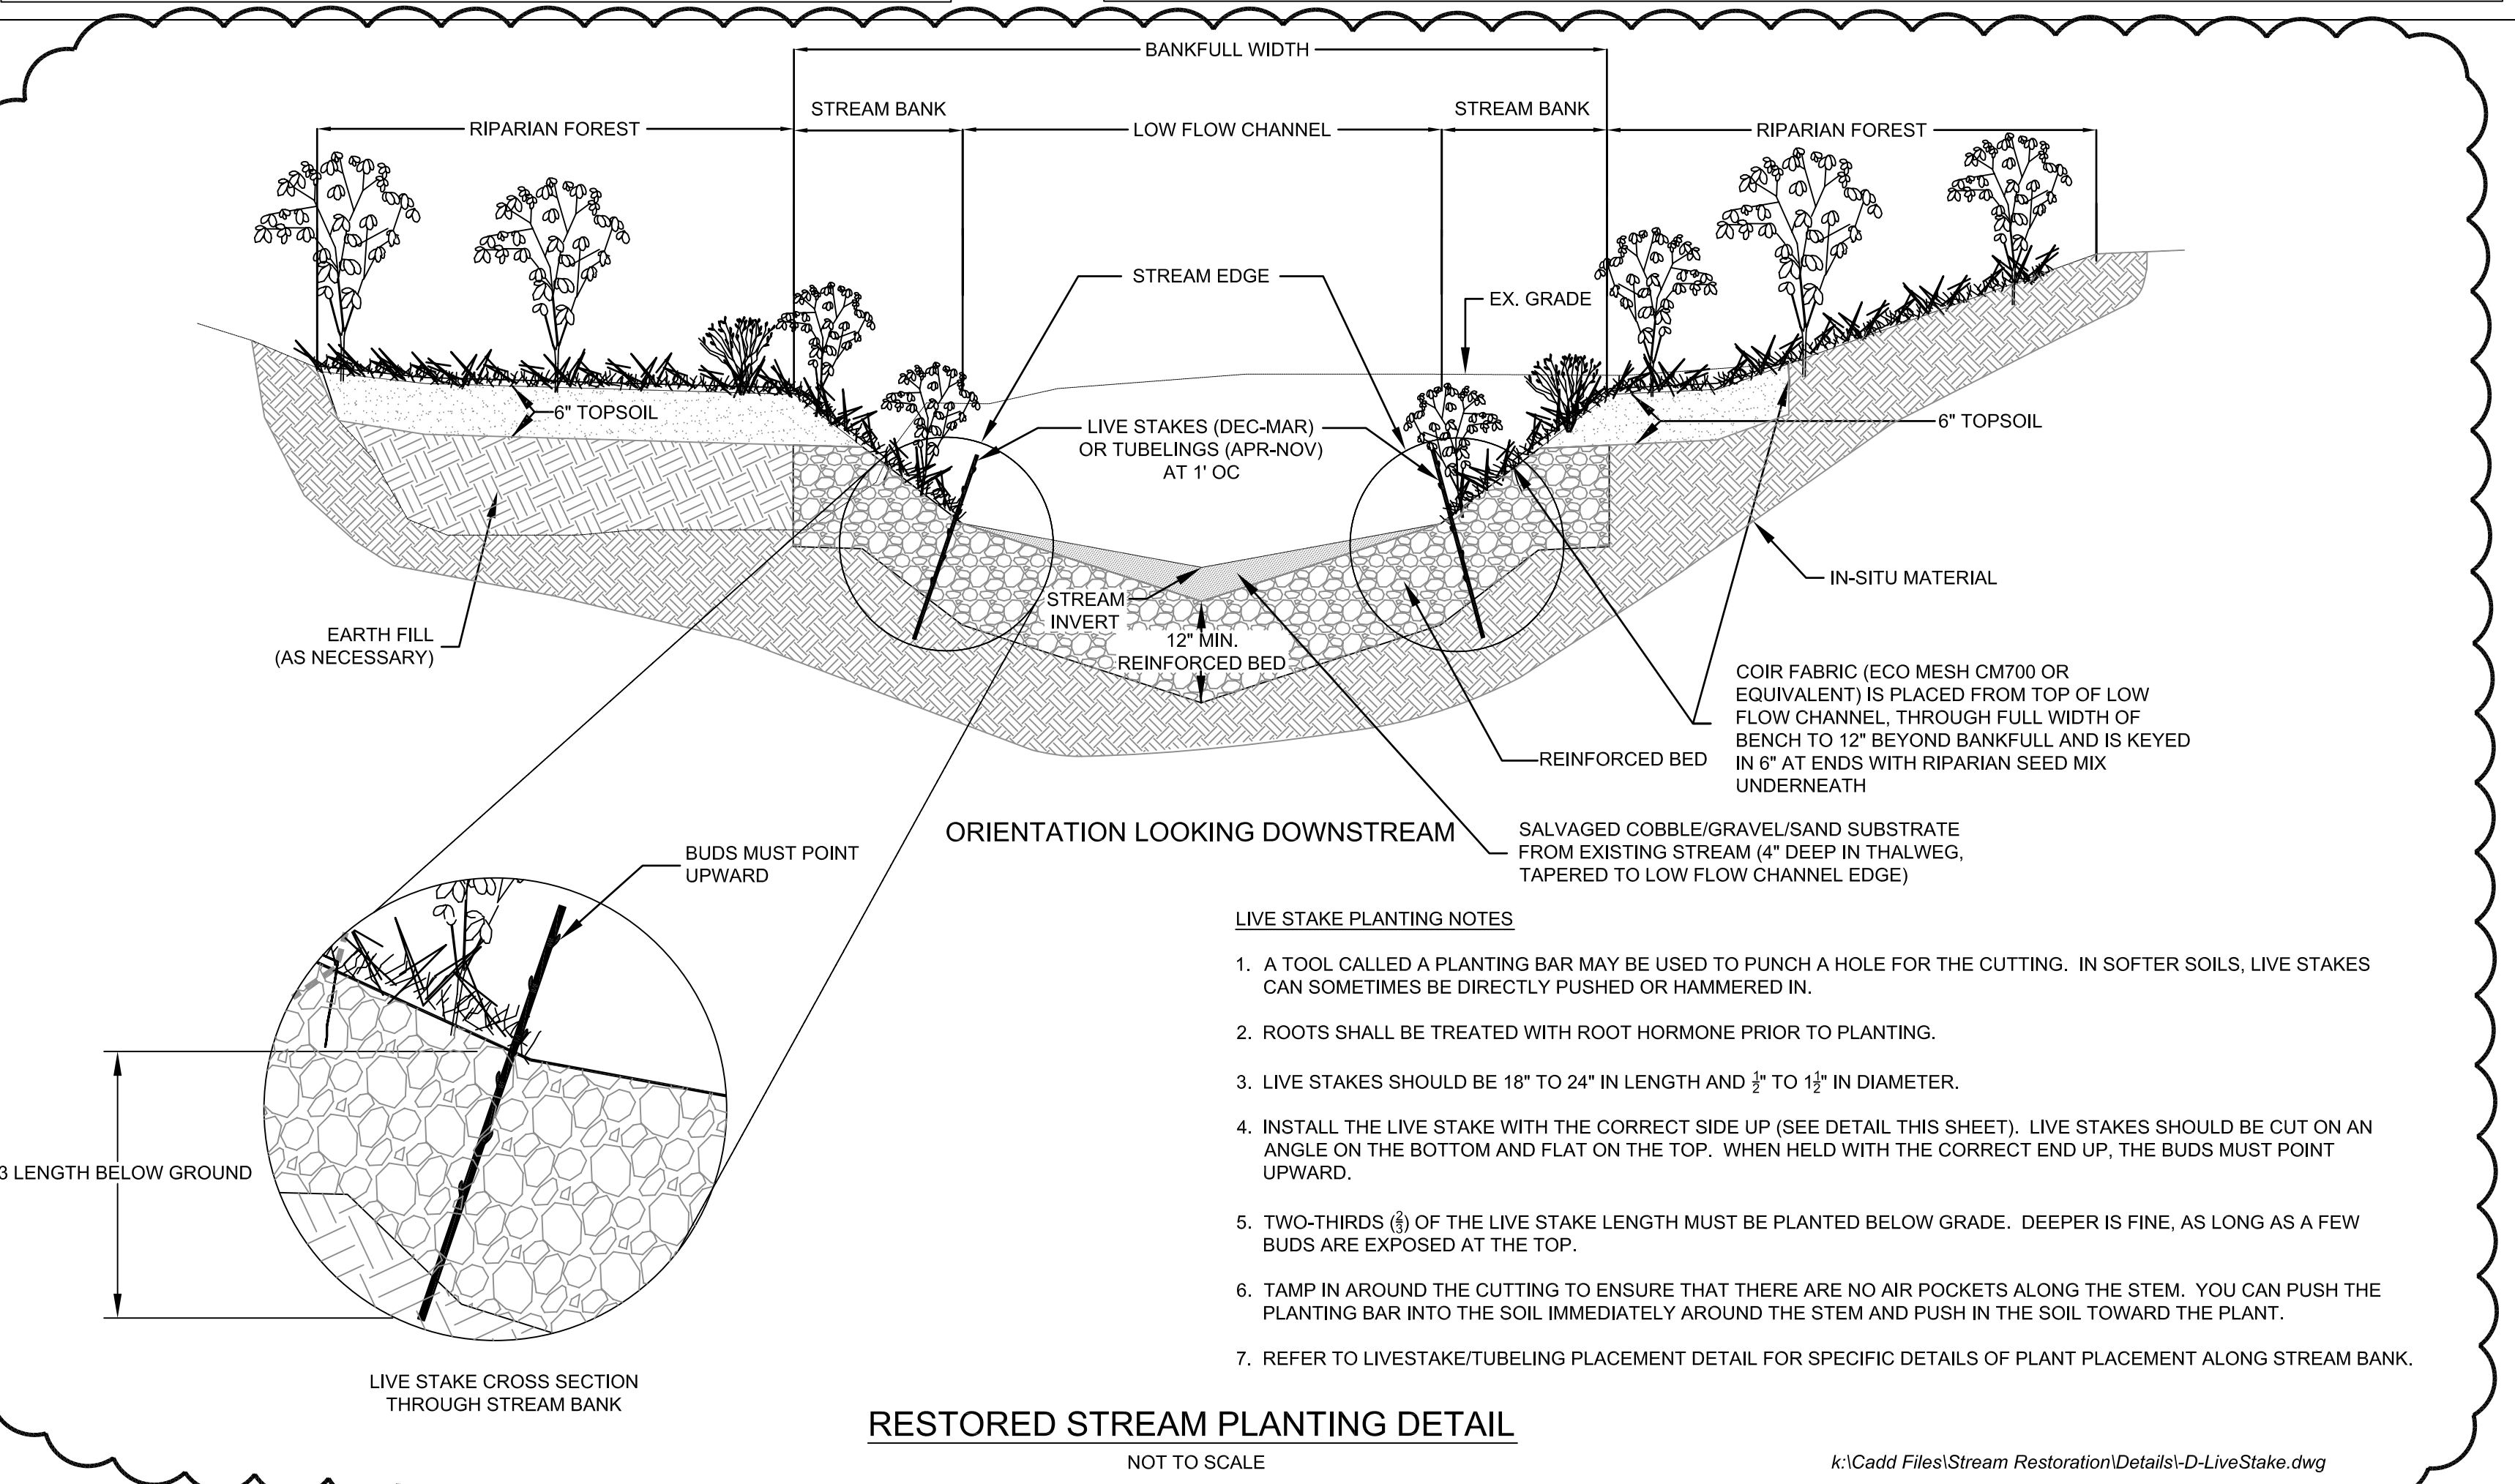 BANKFULL WIDTH
STREAM BANK
STREAM BANK
RIPARIAN FOREST
LOW FLOW CHANNEL
RIPARIAN FOREST
STREAM EDGE
EX. GRADE
6" TOPSOIL
LIVE STAKES (DEC-MAR)
OR TUBELINGS (APR-NOV)
AT 1' OC
6" TOPSOIL
IN-SITU MATERIAL
STREAM
INVERT
EARTH FILL
(AS NECESSARY)
12" MIN.
REINFORCED BED
COIR FABRIC (ECO MESH CM700 OR
EQUIVALENT) IS PLACED FROM TOP OF LOW
FLOW CHANNEL, THROUGH FULL WIDTH OF
BENCH TO 12" BEYOND BANKFULL AND IS KEYED
IN 6" AT ENDS WITH RIPARIAN SEED MIX
UNDERNEATH
REINFORCED BED
ORIENTATION LOOKING DOWNSTREAM
SALVAGED COBBLE/GRAVEL/SAND SUBSTRATE
FROM EXISTING STREAM (4" DEEP IN THALWEG,
TAPERED TO LOW FLOW CHANNEL EDGE)
BUDS MUST POINT
UPWARD
3 LENGTH BELOW GROUND
LIVE STAKE CROSS SECTION
THROUGH STREAM BANK
LIVE STAKE PLANTING NOTES
1. A TOOL CALLED A PLANTING BAR MAY BE USED TO PUNCH A HOLE FOR THE CUTTING. IN SOFTER SOILS, LIVE STAKES
CAN SOMETIMES BE DIRECTLY PUSHED OR HAMMERED IN.
2. ROOTS SHALL BE TREATED WITH ROOT HORMONE PRIOR TO PLANTING.
3. LIVE STAKES SHOULD BE 18" TO 24" IN LENGTH AND 1/2" TO 1 1/2" IN DIAMETER.
4. INSTALL THE LIVE STAKE WITH THE CORRECT SIDE UP (SEE DETAIL THIS SHEET). LIVE STAKES SHOULD BE CUT ON AN
ANGLE ON THE BOTTOM AND FLAT ON THE TOP. WHEN HELD WITH THE CORRECT END UP, THE BUDS MUST POINT
UPWARD.
5. TWO-THIRDS (2/3) OF THE LIVE STAKE LENGTH MUST BE PLANTED BELOW GRADE. DEEPER IS FINE, AS LONG AS A FEW
BUDS ARE EXPOSED AT THE TOP.
6. TAMP IN AROUND THE CUTTING TO ENSURE THAT THERE ARE NO AIR POCKETS ALONG THE STEM. YOU CAN PUSH THE
PLANTING BAR INTO THE SOIL IMMEDIATELY AROUND THE STEM AND PUSH IN THE SOIL TOWARD THE PLANT.
7. REFER TO LIVESTAKE/TUBELING PLACEMENT DETAIL FOR SPECIFIC DETAILS OF PLANT PLACEMENT ALONG STREAM BANK.
RESTORED STREAM PLANTING DETAIL
NOT TO SCALE
k:\Cadd Files\Stream Restoration\Details\-D-LiveStake.dwg